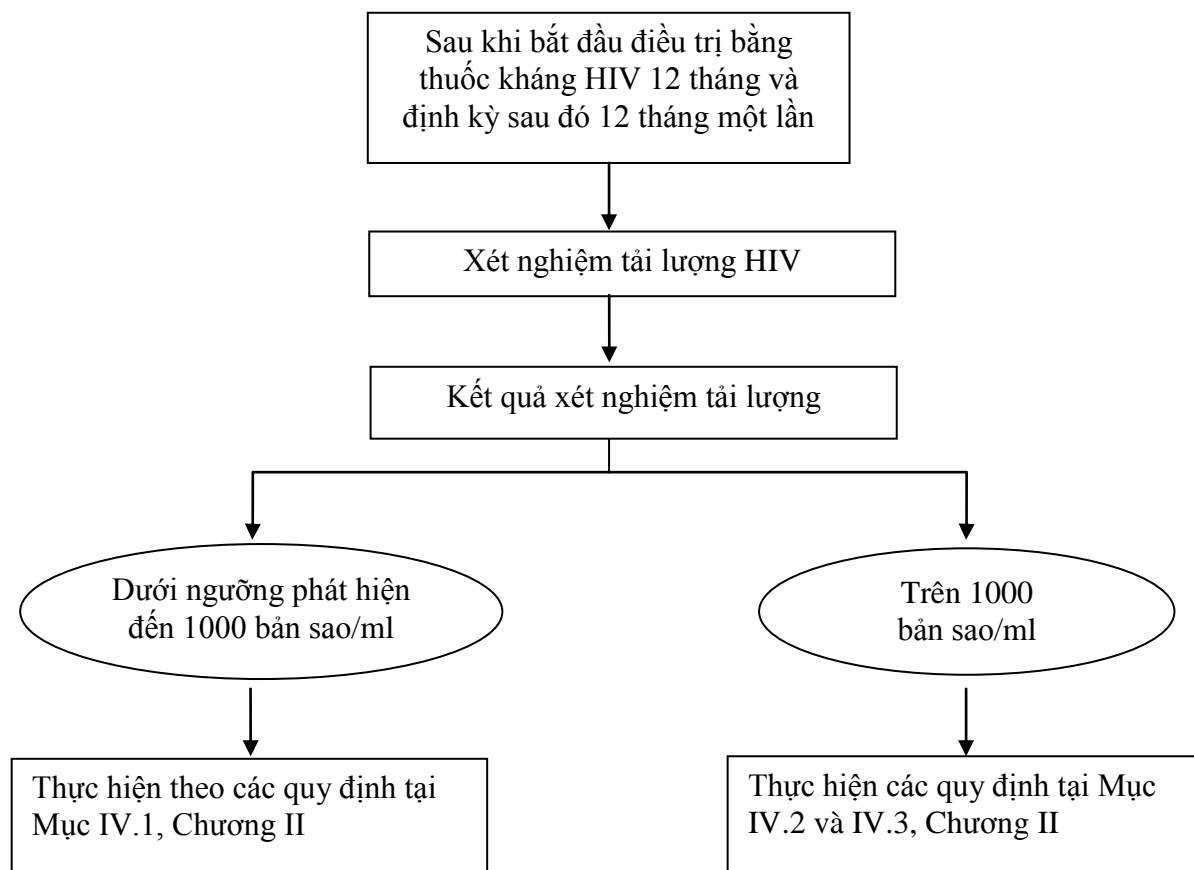 Sau khi bắt đầu điều trị bằng
thuốc kháng HIV 12 tháng và
định kỳ sau đó 12 tháng một lần
Xét nghiệm tải lượng HIV
Kết quả xét nghiệm tải lượng
Dưới ngưỡng phát hiện
đến 1000 bản sao/ml
Trên 1000
bản sao/ml
Thực hiện theo các quy định tại
Mục IV.1, Chương II
Thực hiện các quy định tại Mục
IV.2 và IV.3, Chương II